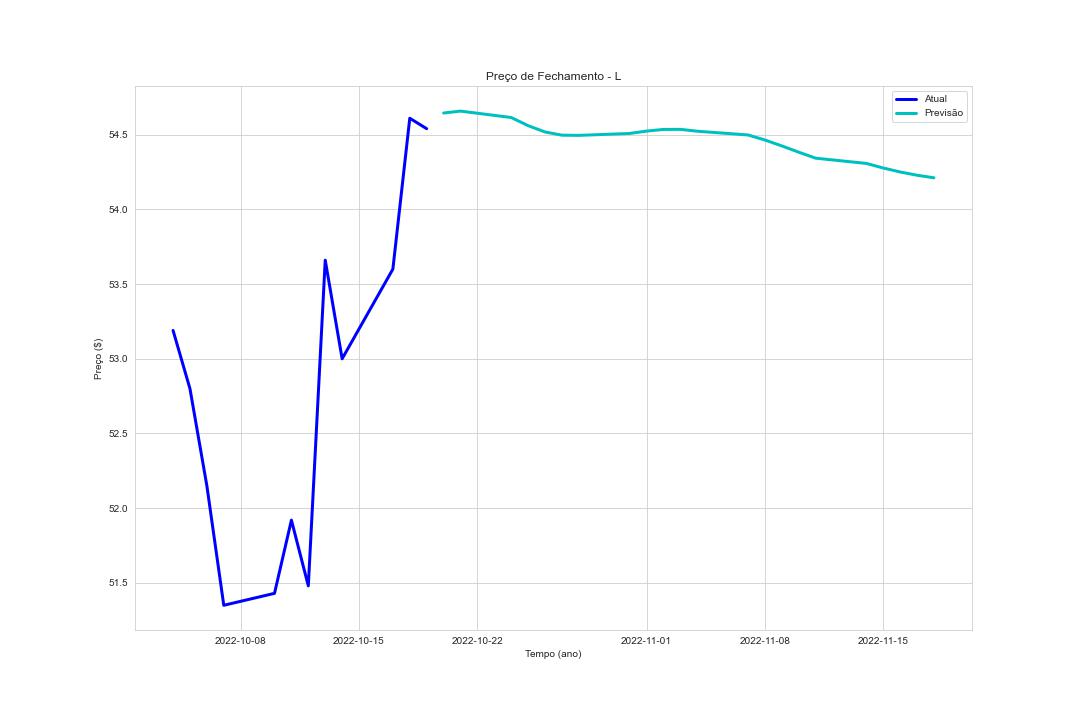 Preço de Fechamento - L
Atual
Previsão
54.5
54.0
53.5
53.0
52.5
52.0
51.5
Preço ($)
2022-10-08
2022-10-15
2022-10-22
2022-11-01
2022-11-08
2022-11-15
Tempo (ano)